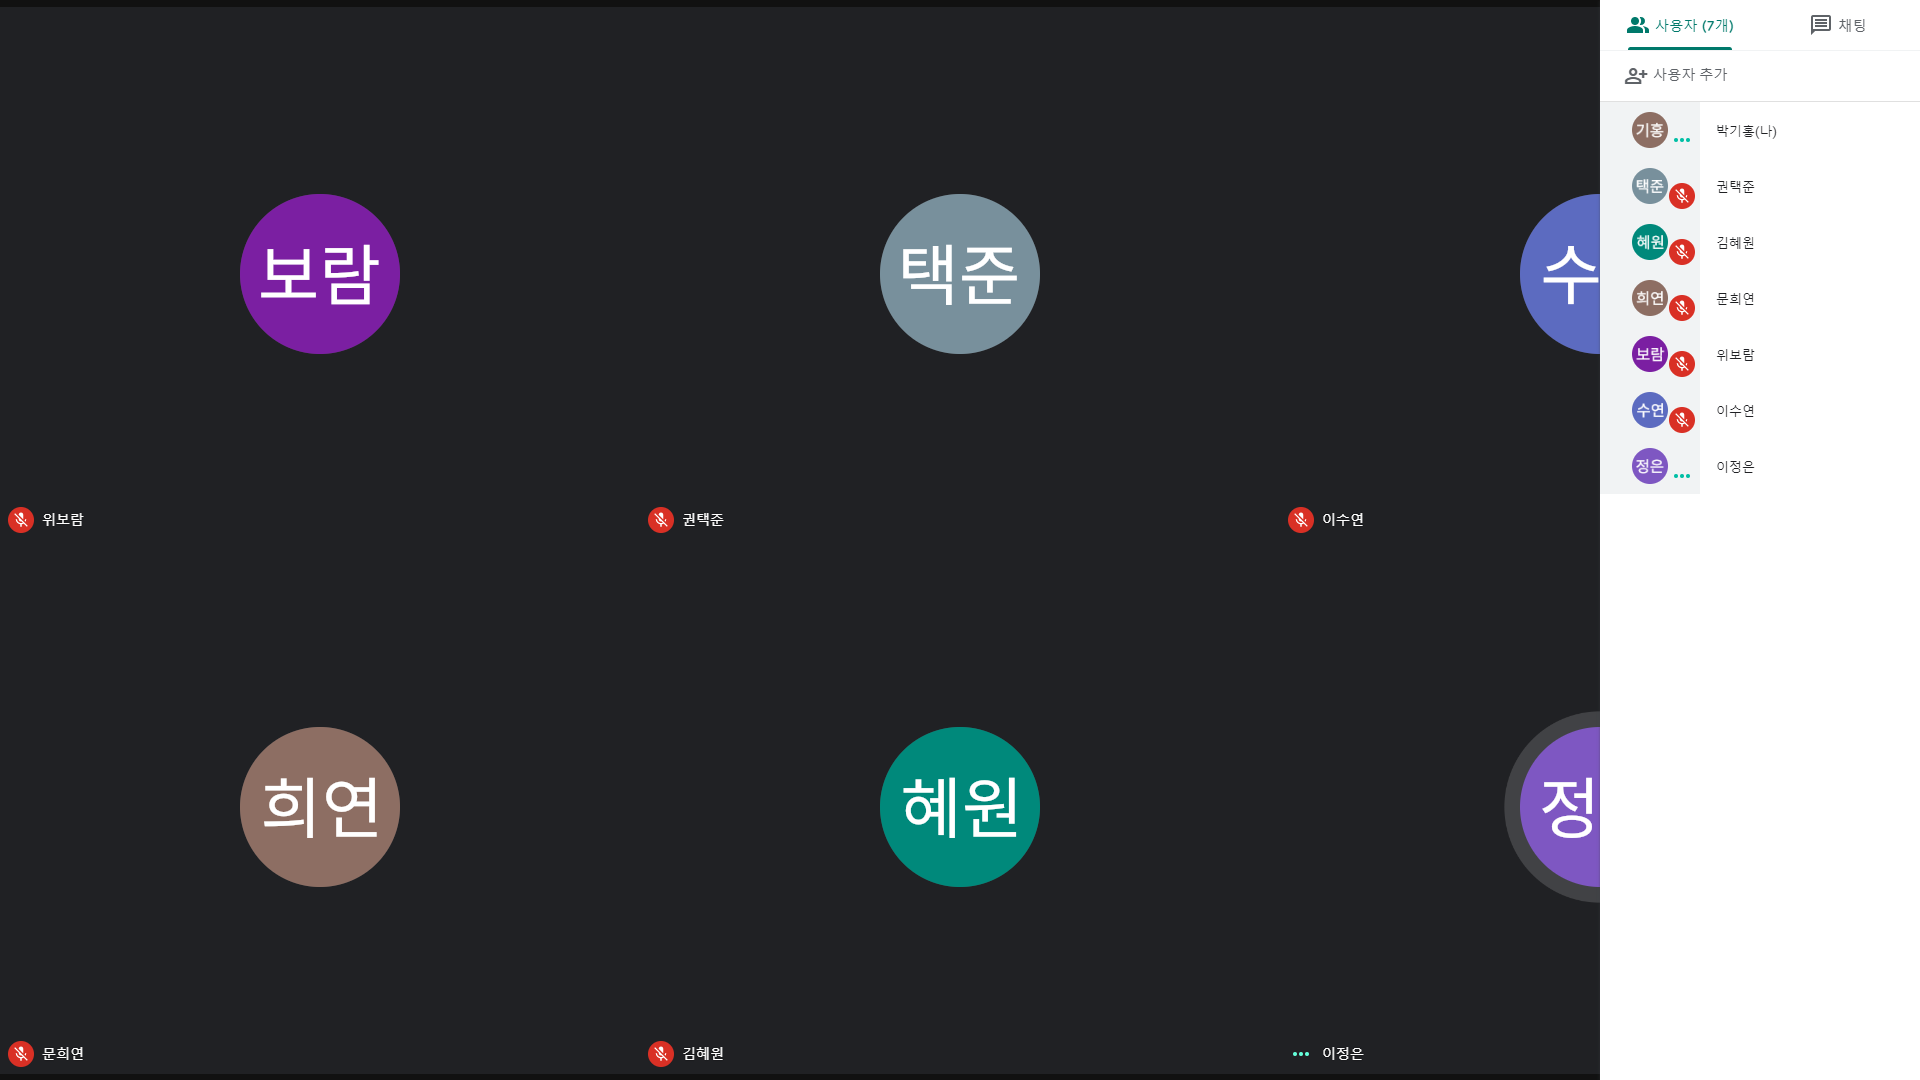 보람
택준
수
위보람
권택준
이수연
희연
혜원
정
문희연
김혜원
이정은
사용자 (7개)
채팅
사용자 추가
기홍
박기홍(나)
택준
권택준
혜원
김혜원
희연
문희연
보람
위보람
수연
이수연
정은
이정은